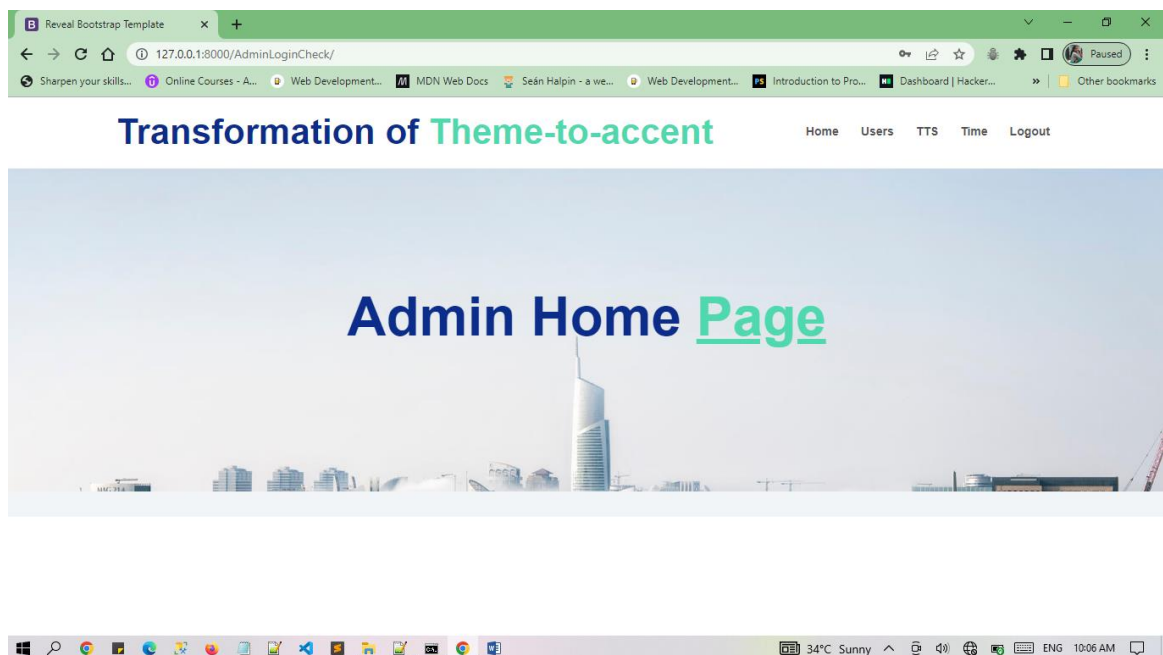 Reveal Bootstrap Template
127.0.0.1:8000/AdminLoginCheck/
Paused
Sharpen your skills...
Online Courses - A...
Web Development...
MDN Web Docs
Seán Halpin - a we...
Web Development...
Introduction to Pro...
Dashboard | Hacker...
Other bookmarks
Transformation of Theme-to-accent
Home Users TTS Time Logout
Admin Home Page
34°C Sunny
ENG
10:06 AM